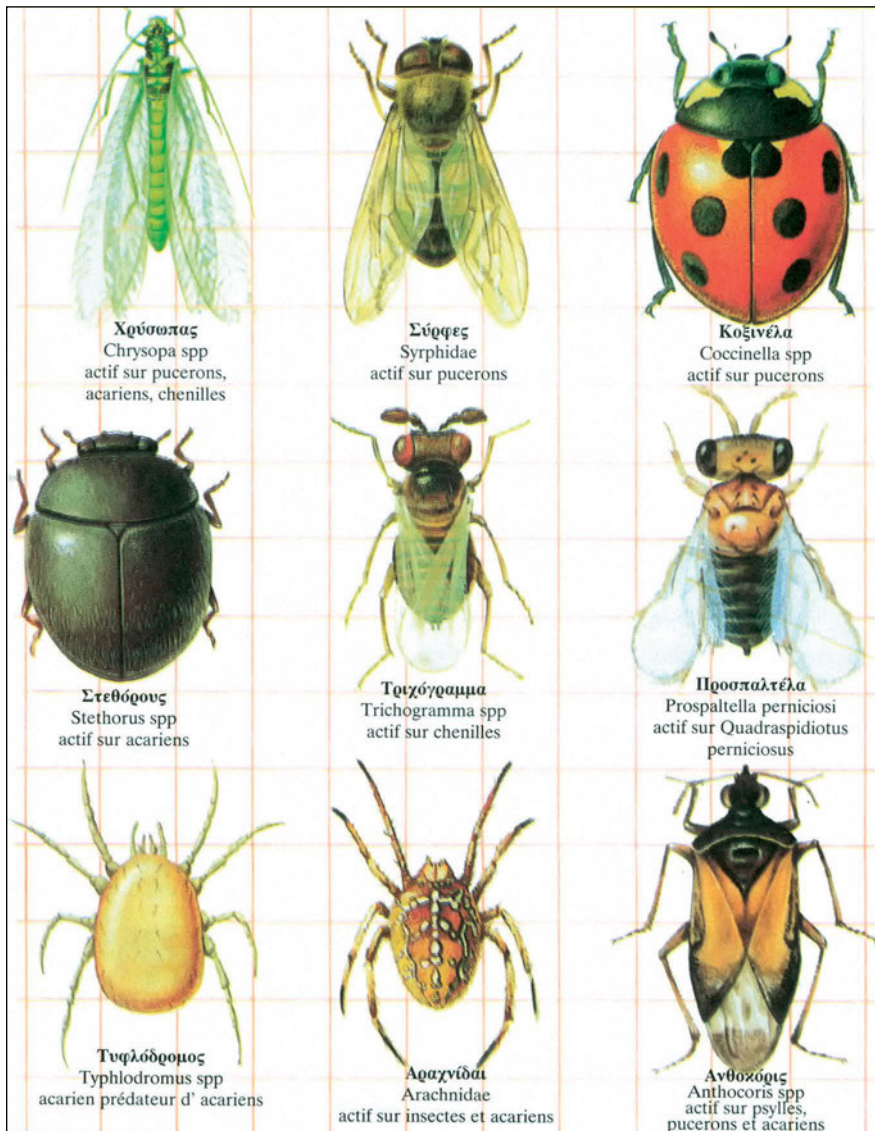 Χρύσωπας
Chrysopa spp
actif sur pucerons,
acariens, chenilles
Σύρφες
Syrphidae
actif sur pucerons
Κοξινέλα
Coccinella spp
actif sur pucerons
Στεθόρους
Stethorus spp
actif sur acariens
Τριχόγραμμα
Trichogramma spp
actif sur chenilles
Προσπαλτέλα
Prospaltella perniciosi
actif sur Quadraspidiotus
perniciosus
Τυφλόδρομος
Typhlodromus spp
acarien prédateur d' acariens
Αραχνίδαι
Arachnidae
actif sur insectes et acariens
Ανθοκόρις
Anthocoris spp
actif sur psylles,
pucerons et acariens